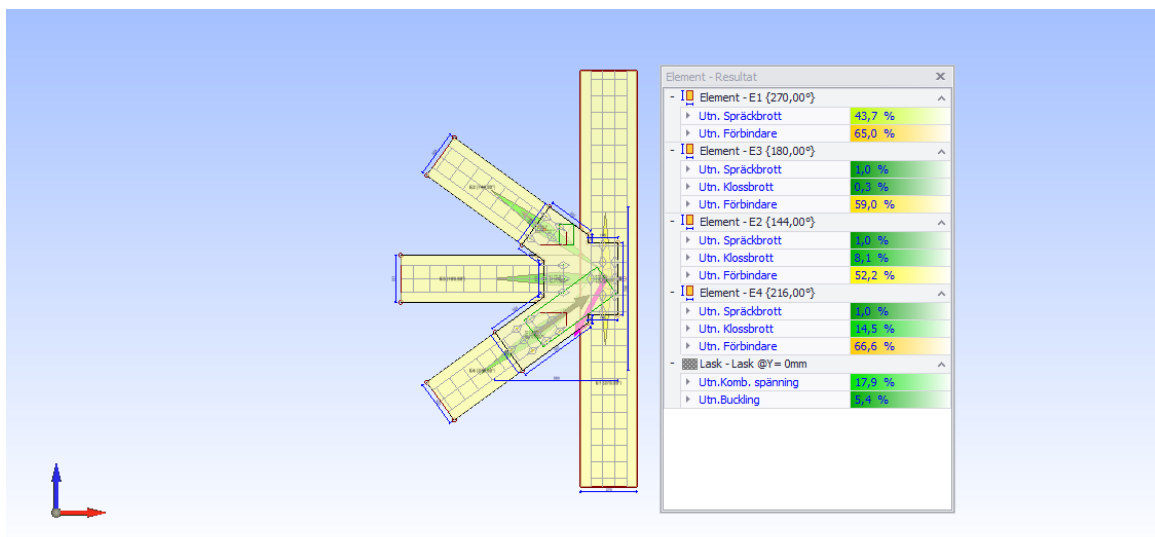 Element - Resultat
Element - E1 {270,00°}
Utn. Spräckbrott 43,7 %
Utn. Förbindare 65,0 %
Element - E3 {180,00°}
Utn. Spräckbrott 1,0 %
Utn. Klossbrott 0,3 %
Utn. Förbindare 59,0 %
Element - E2 {144,00°}
Utn. Spräckbrott 1,0 %
Utn. Klossbrott 8,1 %
Utn. Förbindare 52,2 %
Element - E4 {216,00°}
Utn. Spräckbrott 1,0 %
Utn. Klossbrott 14,5 %
Utn. Förbindare 66,6 %
Lask - Lask @Y= 0mm
Utn.Komb. spänning 17,9 %
Utn.Buckling 5,4 %